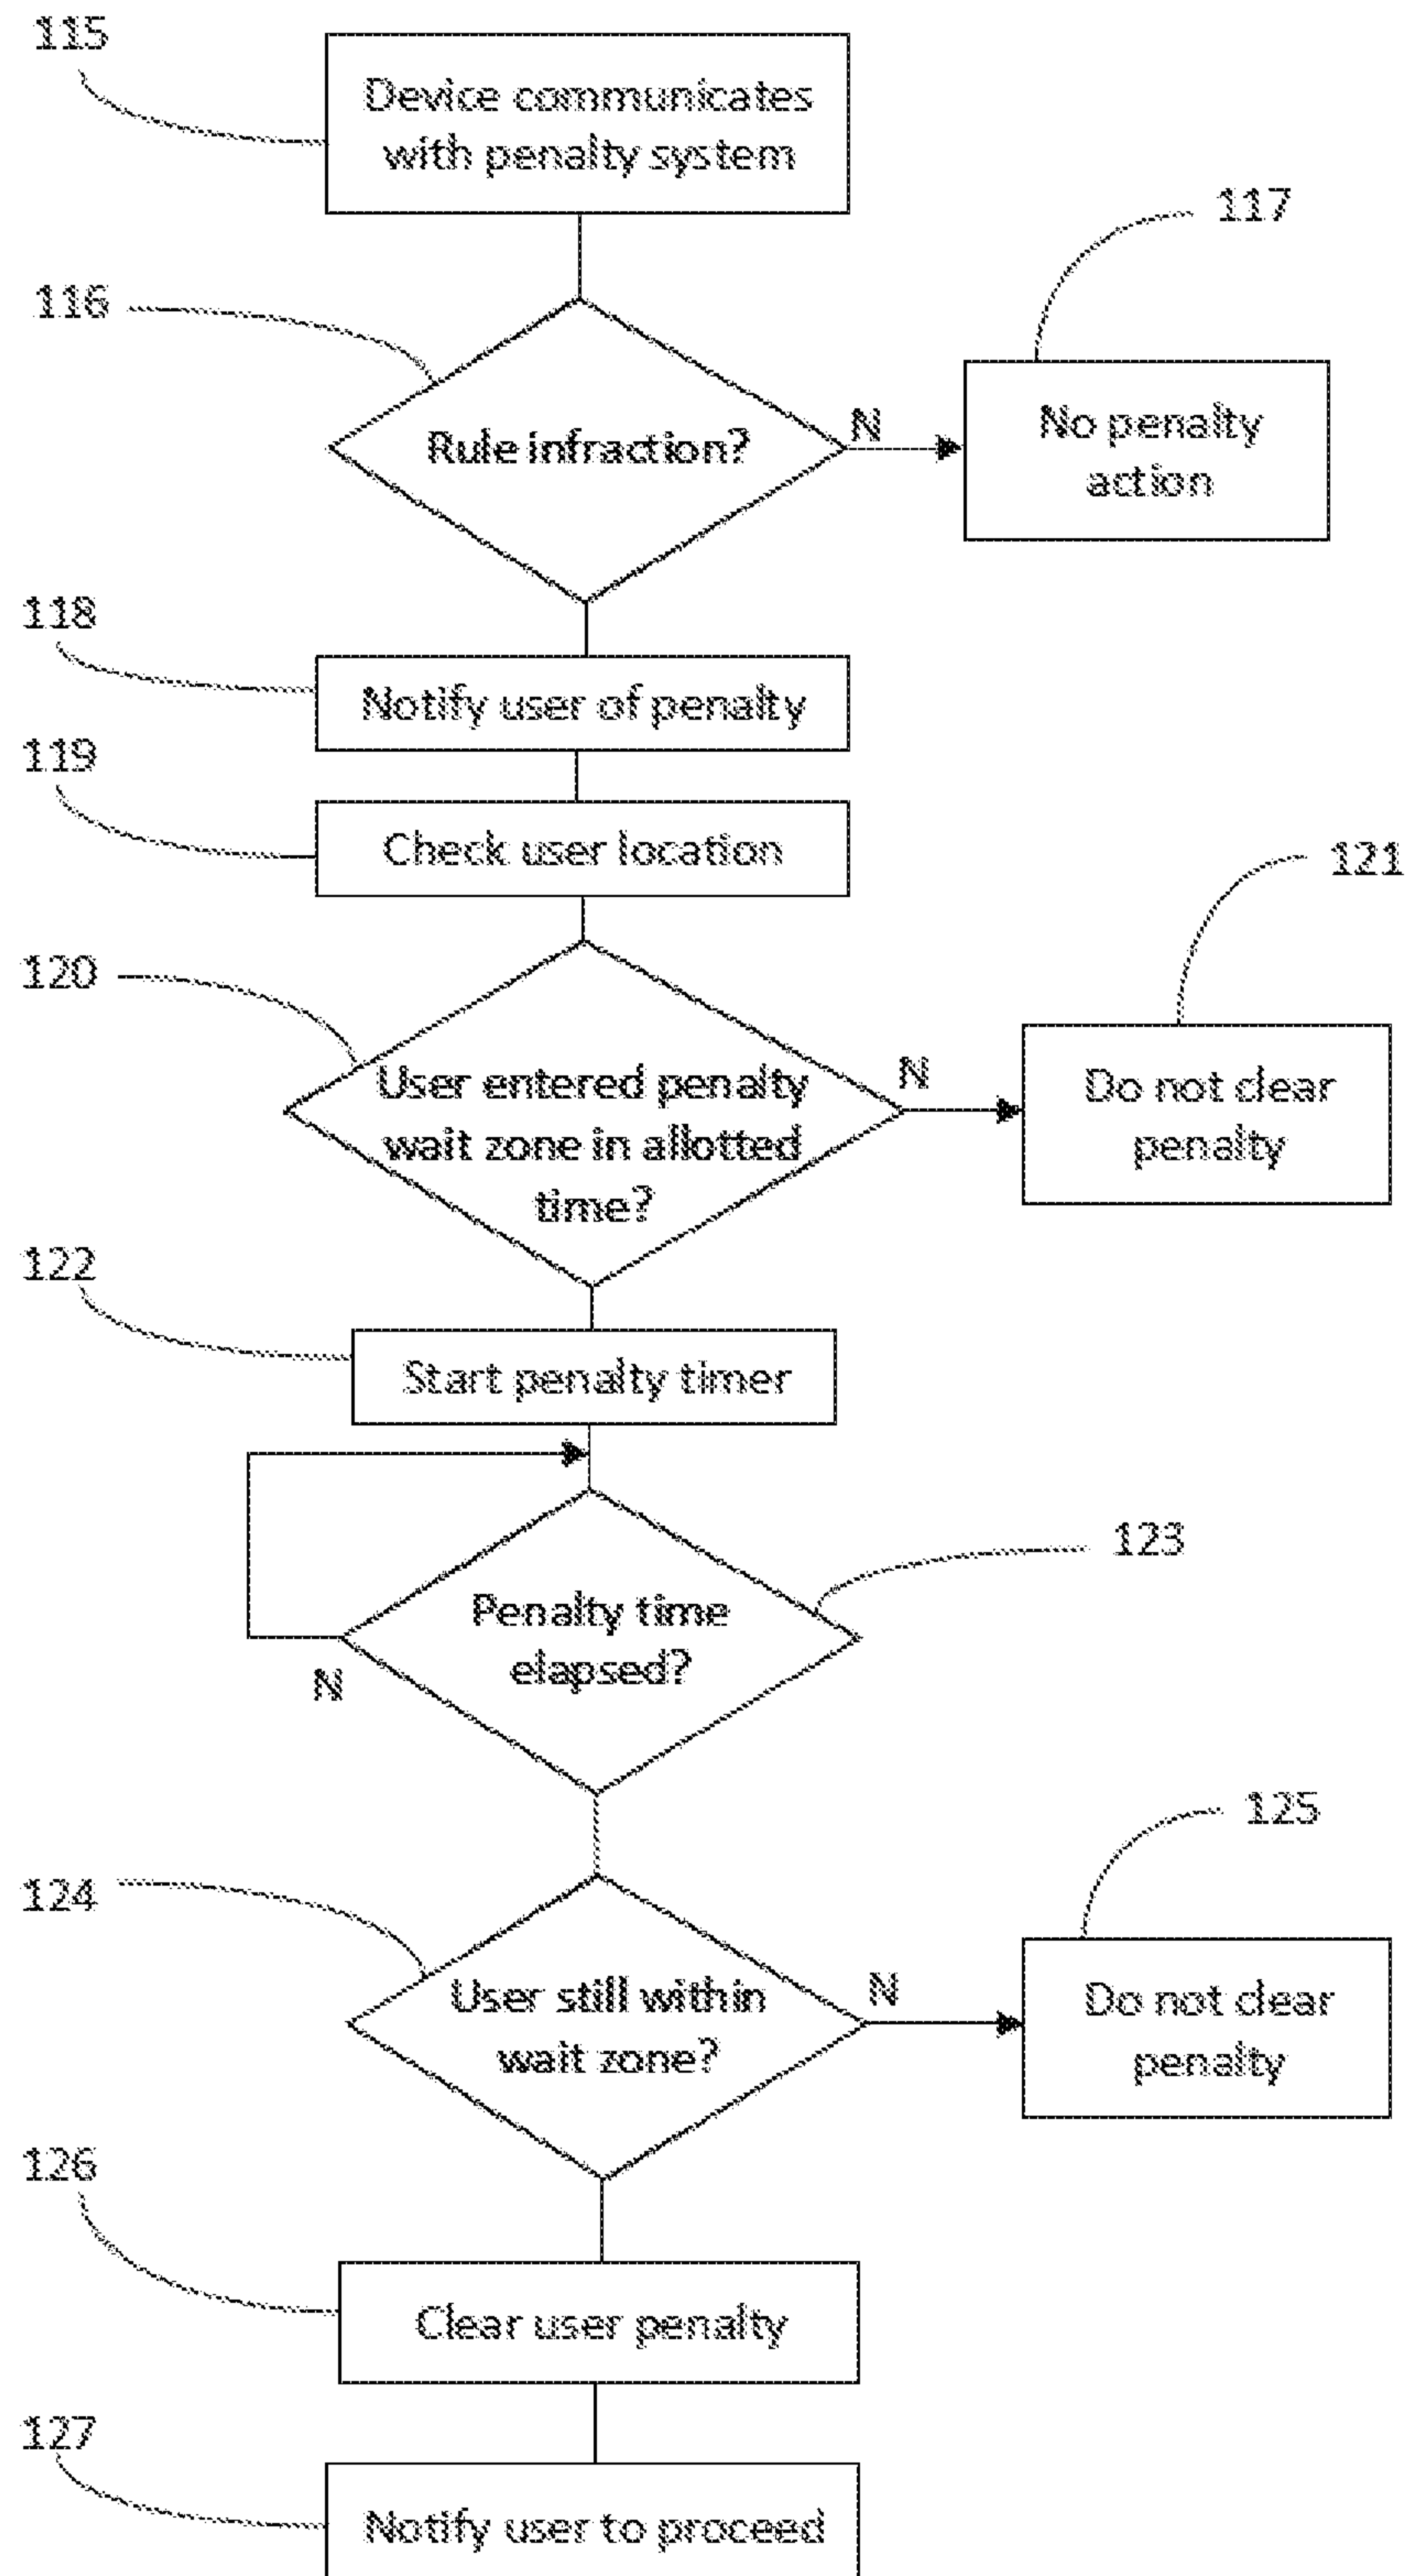 115
Device communicates
with penalty system
117
116
Rule infraction?
N
No penalty
action
118
Notify user of penalty
119
Check user location
121
120
User entered penalty
wait zone in allotted
time?
N
Do not clear
penalty
122
Start penalty timer
123
Penalty time
elapsed?
N
125
124
User still within
wait zone?
N
Do not clear
penalty
126
Clear user penalty
127
Notify user to proceed